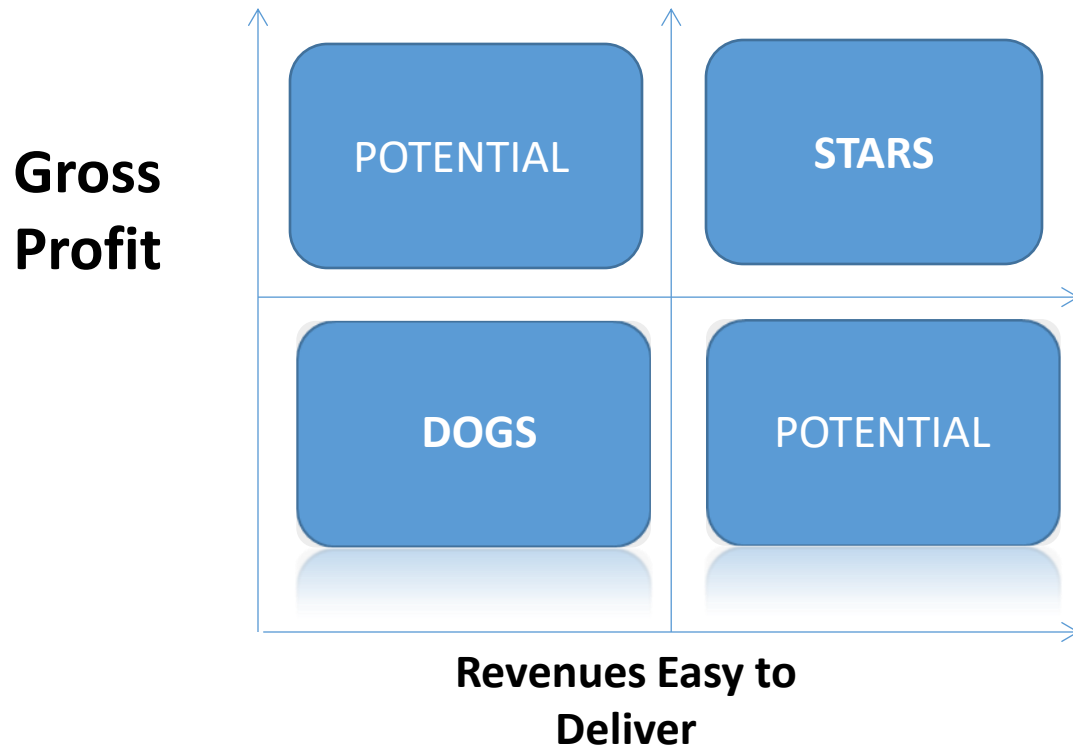 POTENTIAL
STARS
Gross
Profit
DOGS
POTENTIAL
Revenues Easy to
Deliver